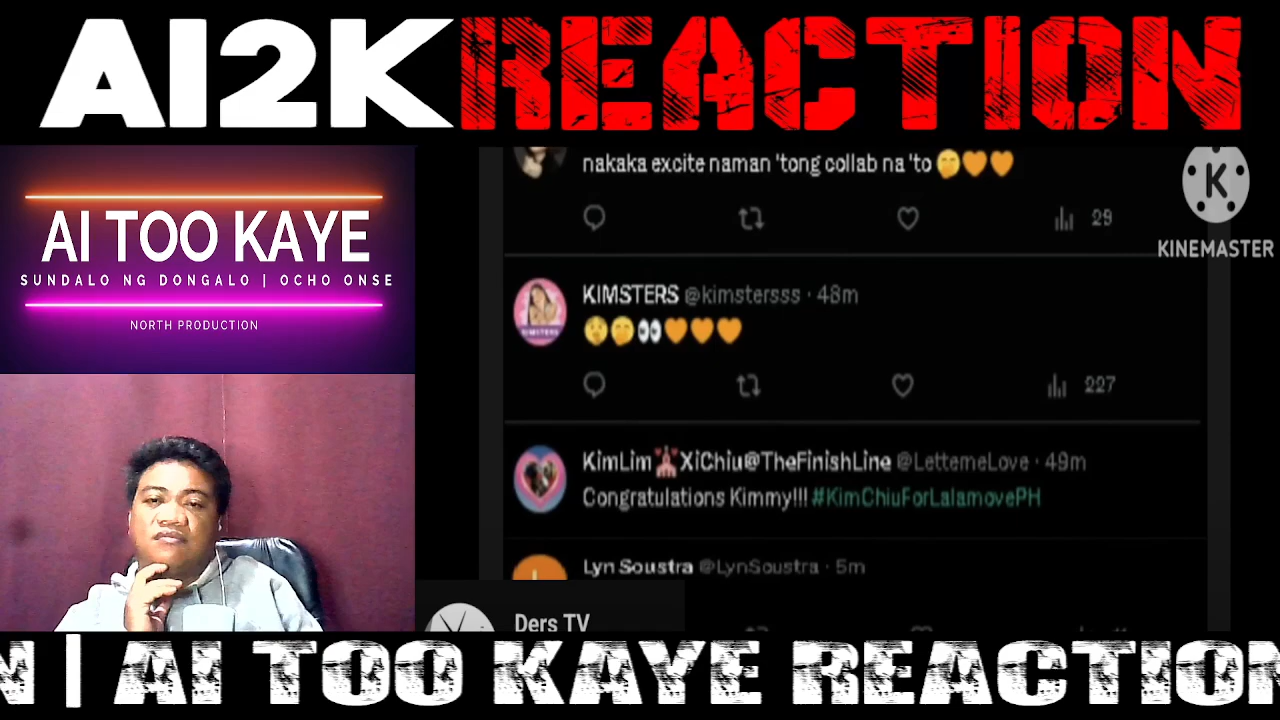 AI2KREACTION
AI TOO KAYE
SUNDALO NG DONGALO | OCHO ONSE
NORTH PRODUCTION
nakaka excite naman 'tong collab na 'to 🤭🧡🧡
29
K
KINEMASTER
KIMSTERS @kimstersss · 48m
🤔🤭👀🧡🧡🧡
227
KimLim💒XiChiu@TheFinishLine @LettemeLove · 49m
Congratulations Kimmy!!! #KimChiuForLalamovePH
Lyn Soustra @LynSoustra · 5m
Ders TV
N | AI TOO KAYE REACTION